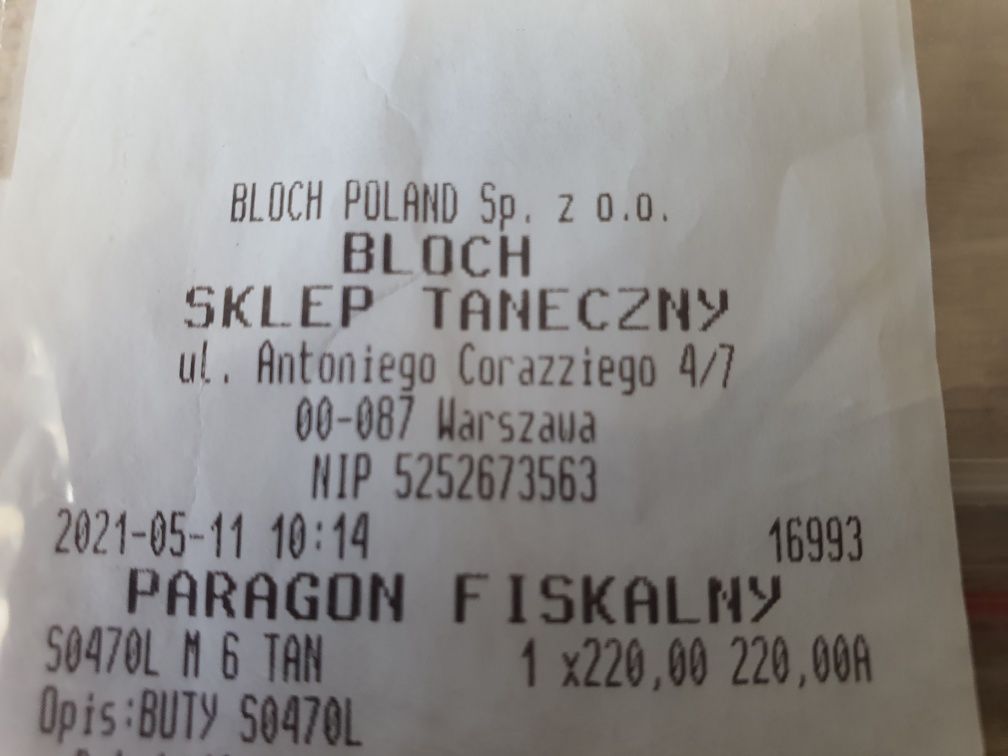 BLOCH POLAND Sp. z o.o.
BLOCH
SKLEP TANECZNY
ul. Antoniego Corazziego 4/7
00-087 Warszawa
NIP 5252673563
2021-05-11 10:14 16993
PARAGON FISKALNY
S0470L M 6 TAN 1 x220,00 220,00A
Opis:BUTY S0470L